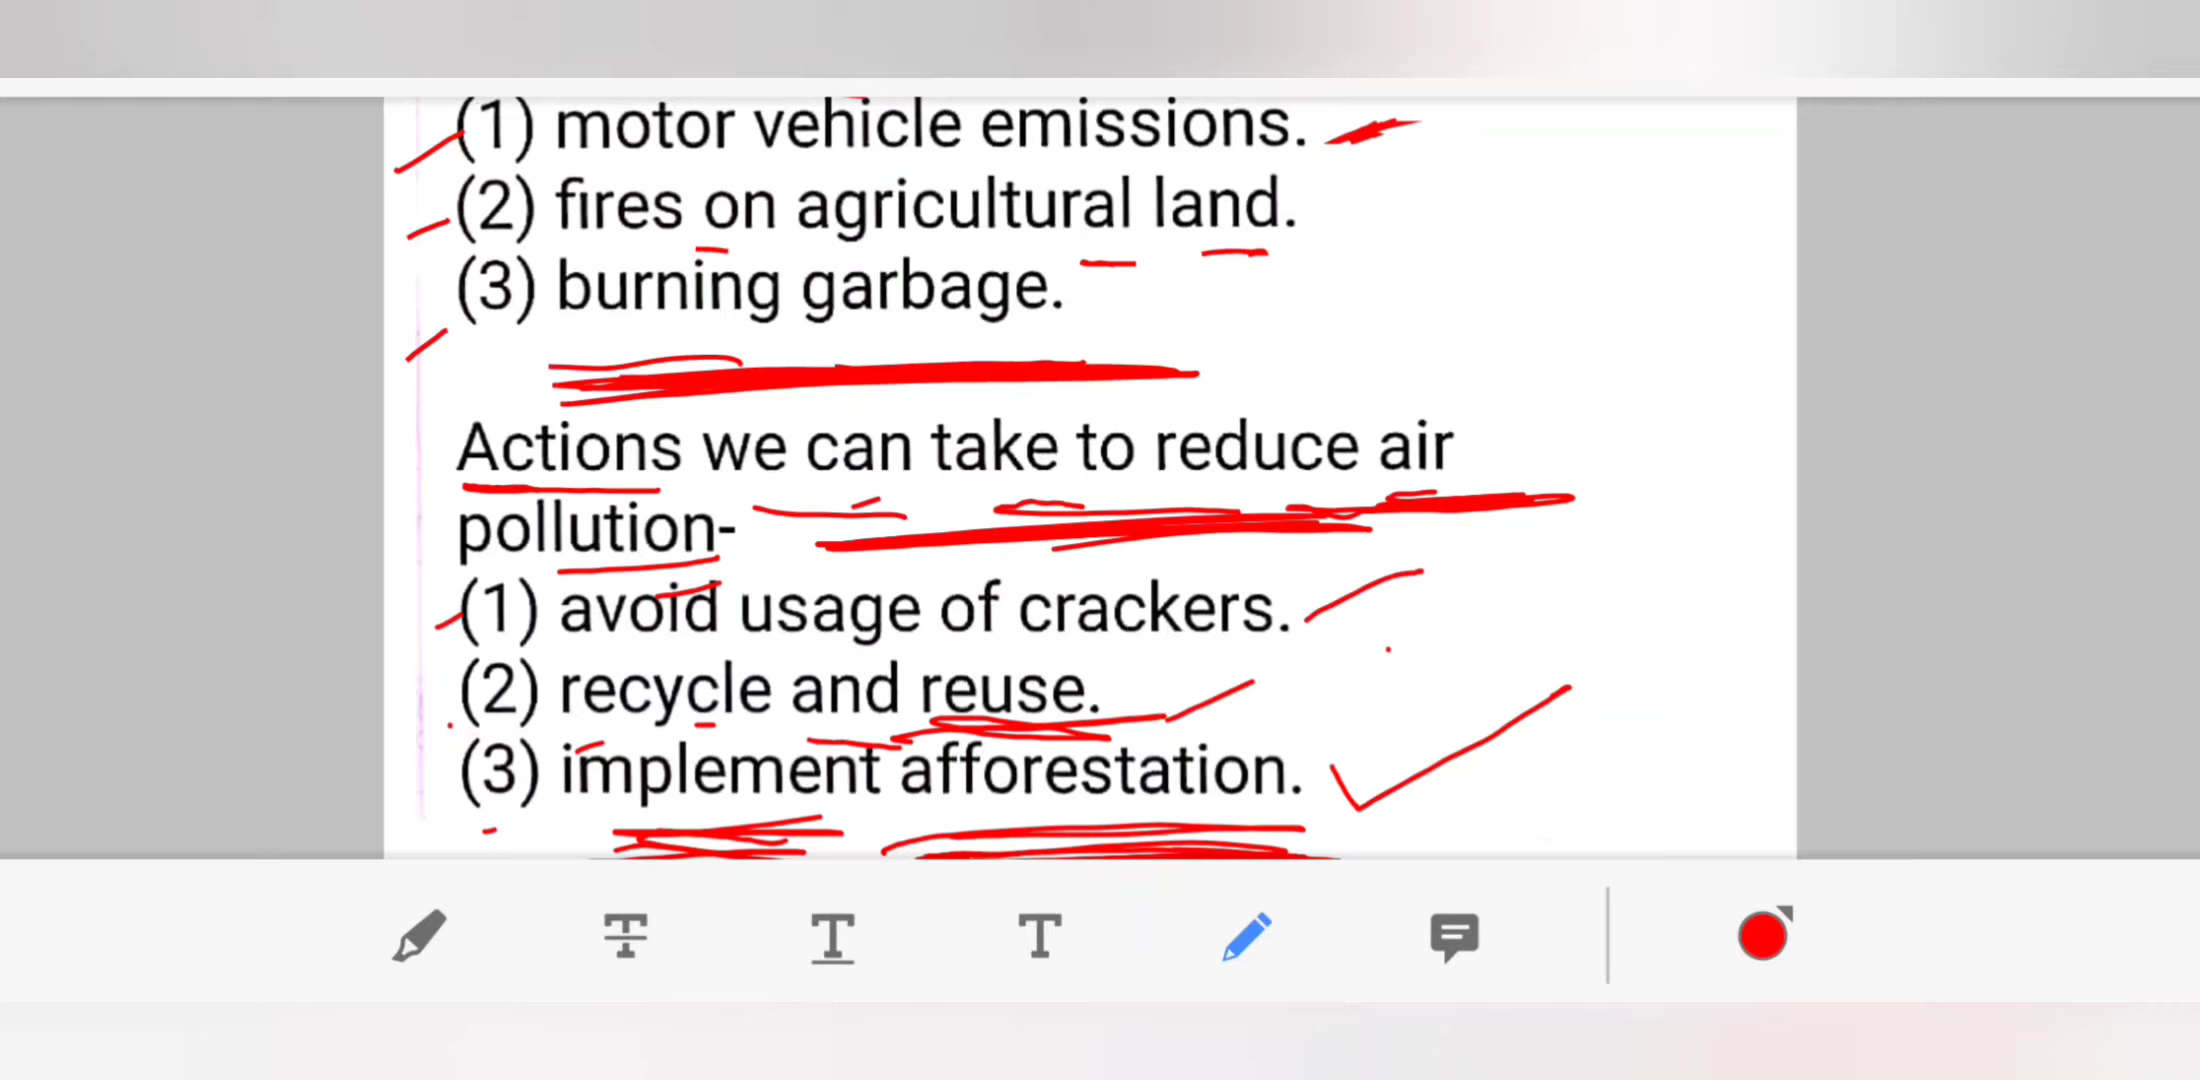 (1) motor vehicle emissions.
(2) fires on agricultural land.
(3) burning garbage.
Actions we can take to reduce air
pollution-
(1) avoid usage of crackers.
(2) recycle and reuse.
(3) implement afforestation.